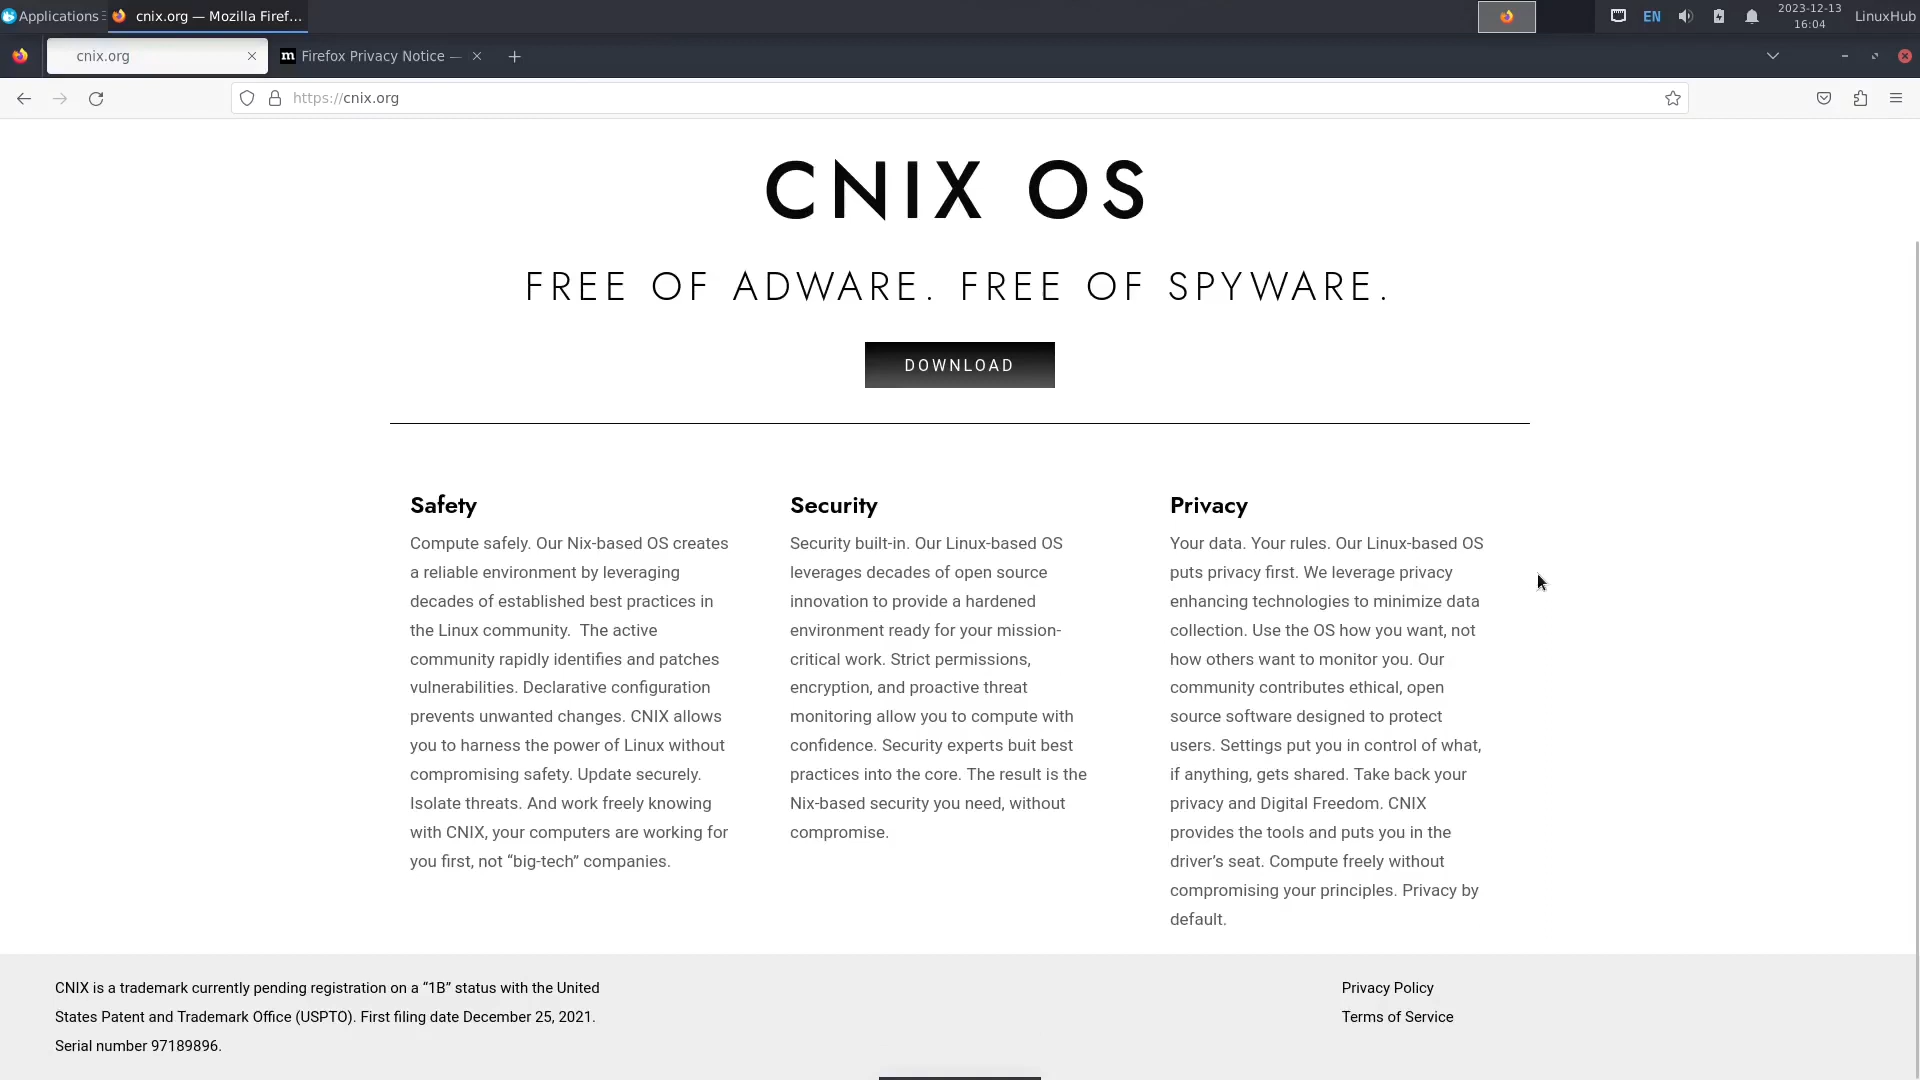 Applications
cnix.org — Mozilla Firef...
EN
2023-12-13
16:04
LinuxHub
cnix.org
Firefox Privacy Notice —
https://cnix.org
CNIX OS
FREE OF ADWARE. FREE OF SPYWARE.
DOWNLOAD
Safety
Compute safely. Our Nix-based OS creates
a reliable environment by leveraging
decades of established best practices in
the Linux community.  The active
community rapidly identifies and patches
vulnerabilities. Declarative configuration
prevents unwanted changes. CNIX allows
you to harness the power of Linux without
compromising safety. Update securely.
Isolate threats. And work freely knowing
with CNIX, your computers are working for
you first, not “big-tech” companies.
Security
Security built-in. Our Linux-based OS
leverages decades of open source
innovation to provide a hardened
environment ready for your mission-
critical work. Strict permissions,
encryption, and proactive threat
monitoring allow you to compute with
confidence. Security experts buit best
practices into the core. The result is the
Nix-based security you need, without
compromise.
Privacy
Your data. Your rules. Our Linux-based OS
puts privacy first. We leverage privacy
enhancing technologies to minimize data
collection. Use the OS how you want, not
how others want to monitor you. Our
community contributes ethical, open
source software designed to protect
users. Settings put you in control of what,
if anything, gets shared. Take back your
privacy and Digital Freedom. CNIX
provides the tools and puts you in the
driver’s seat. Compute freely without
compromising your principles. Privacy by
default.
CNIX is a trademark currently pending registration on a “1B” status with the United
States Patent and Trademark Office (USPTO). First filing date December 25, 2021.
Serial number 97189896.
Privacy Policy
Terms of Service